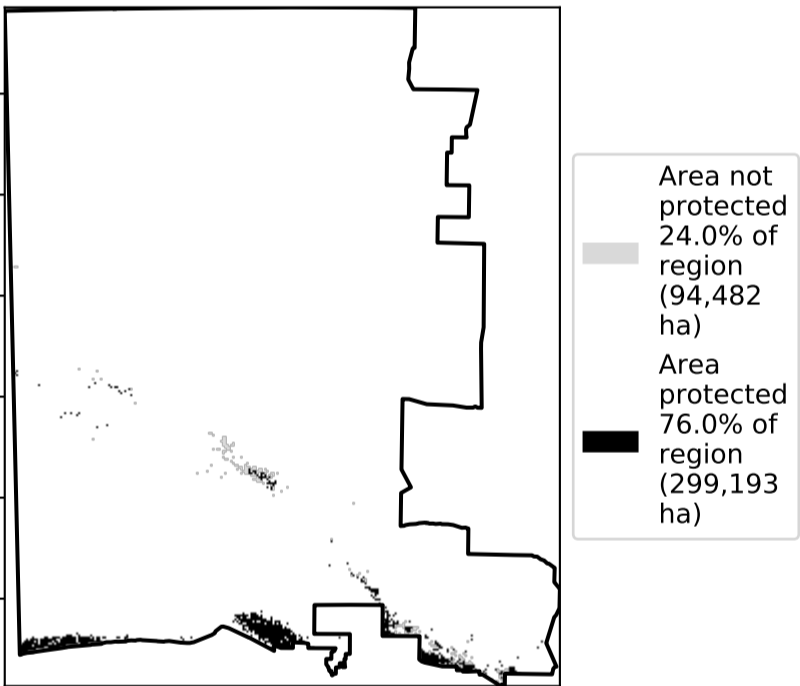 Area not
protected
24.0% of
region
(94,482
ha)
Area
protected
76.0% of
region
(299,193
ha)